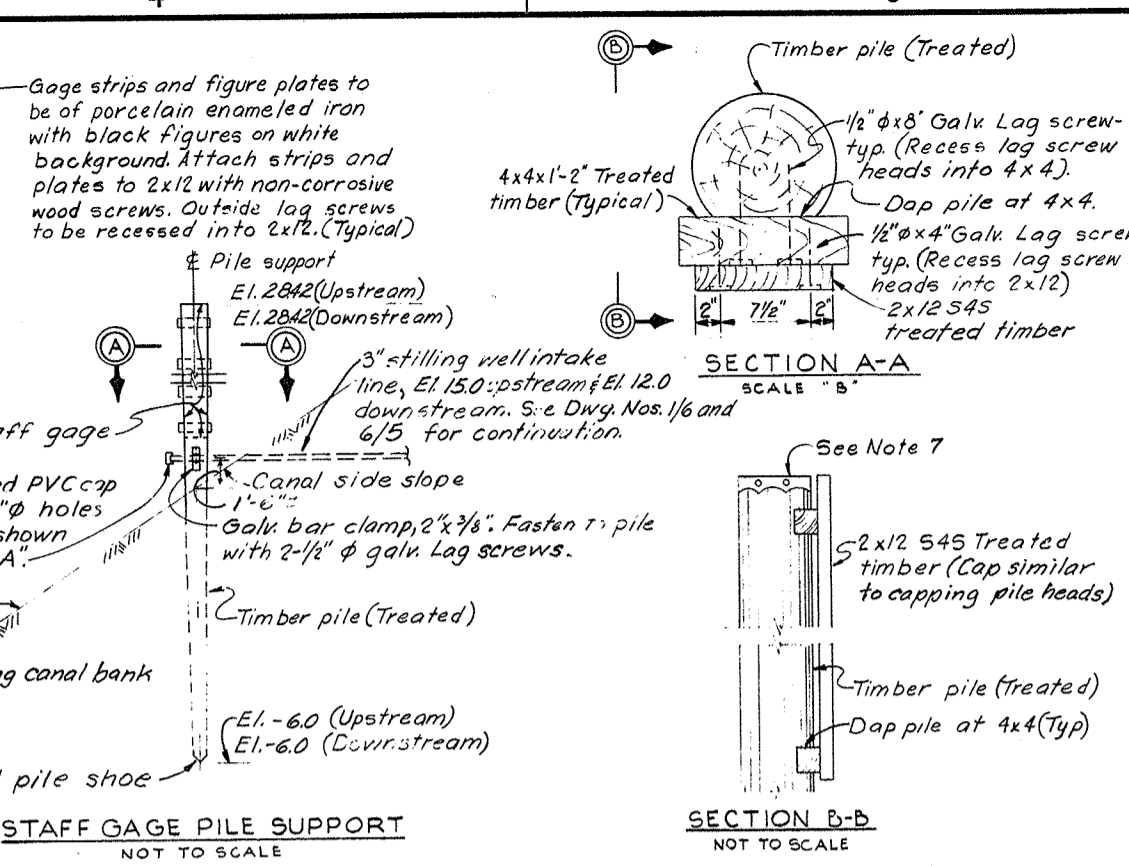 Gage strips and figure plates to
be of porcelain enameled iron
with black figures on white
background. Attach strips and
plates to 2x12 with non-corrosive
wood screws. Outside lag screws
to be recessed into 2x12. (Typical)
℄ Pile support
El. 2842 (Upstream)
El. 2842 (Downstream)
A
A
3" stilling well intake
line, El. 15.0 upstream & El. 12.0
downstream. See Dwg. Nos. 1/6 and
6/5 for continuation.
aff gage
ed PVC cap
"ϕ holes
shown
A".
Canal side slope
1'-6"±
Galv. bar clamp, 2"x 3/8". Fasten to pile
with 2-1/2" ϕ galv. Lag screws.
Timber pile (Treated)
ng canal bank
El. -6.0 (Upstream)
El. -6.0 (Downstream)
l pile shoe
STAFF GAGE PILE SUPPORT
NOT TO SCALE
B
Timber pile (Treated)
1/2" ϕ x 8" Galv. Lag screw-
typ. (Recess lag screw
heads into 4x4).
4x4x1'-2" Treated
timber (Typical)
Dap pile at 4x4.
1/2" ϕ x 4" Galv. Lag screw
typ. (Recess lag screw
heads into 2x12)
B
2"
7 1/2"
2"
2x12 S4S
treated timber
SECTION A-A
SCALE "B"
See Note 7
2x12 S4S Treated
timber (Cap similar
to capping pile heads)
Timber pile (Treated)
Dap pile at 4x4 (Typ)
SECTION B-B
NOT TO SCALE